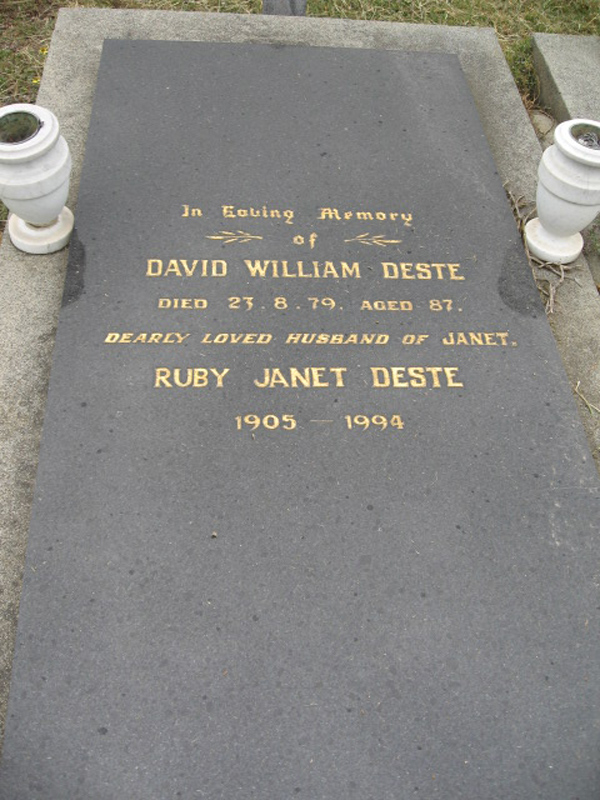 In Loving Memory
of
DAVID WILLIAM DESTE
DIED 23.8.79. AGED 87.
DEARLY LOVED HUSBAND OF JANET.
RUBY JANET DESTE
1905 — 1994